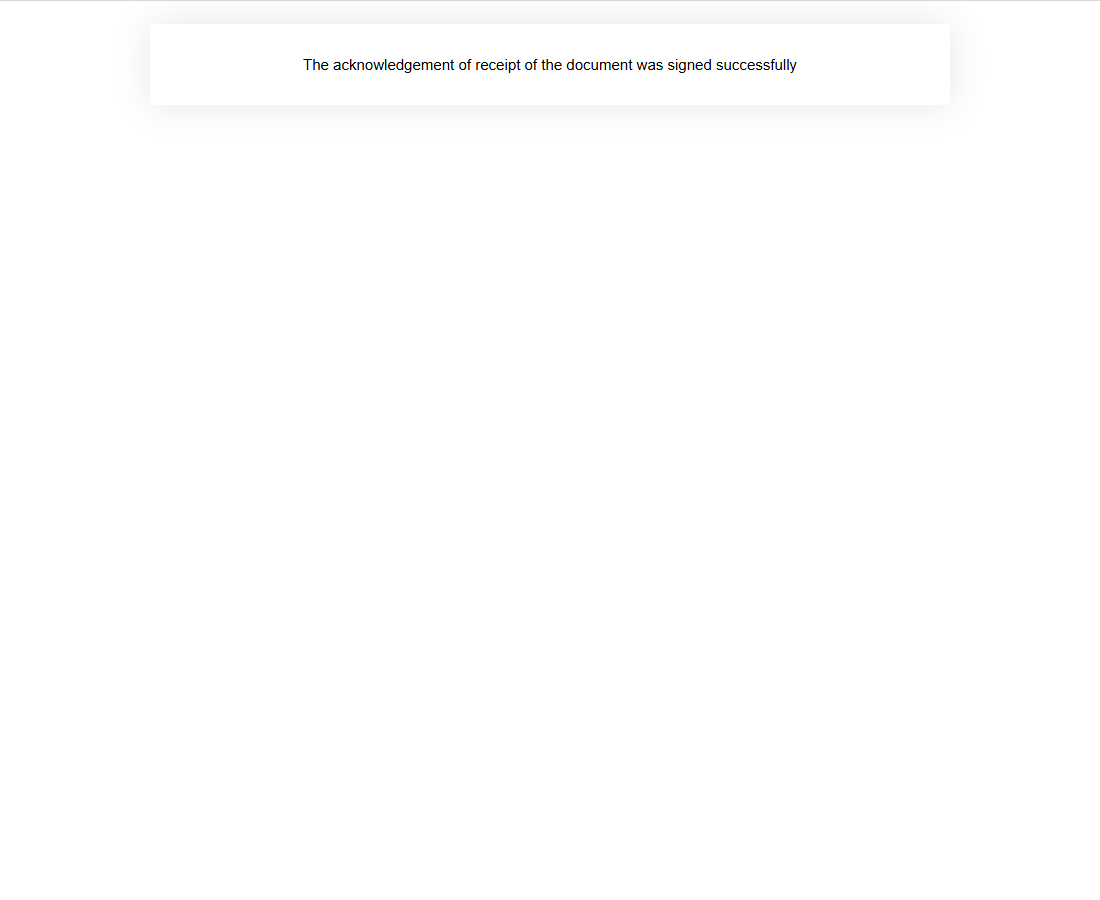 The acknowledgement of receipt of the document was signed successfully